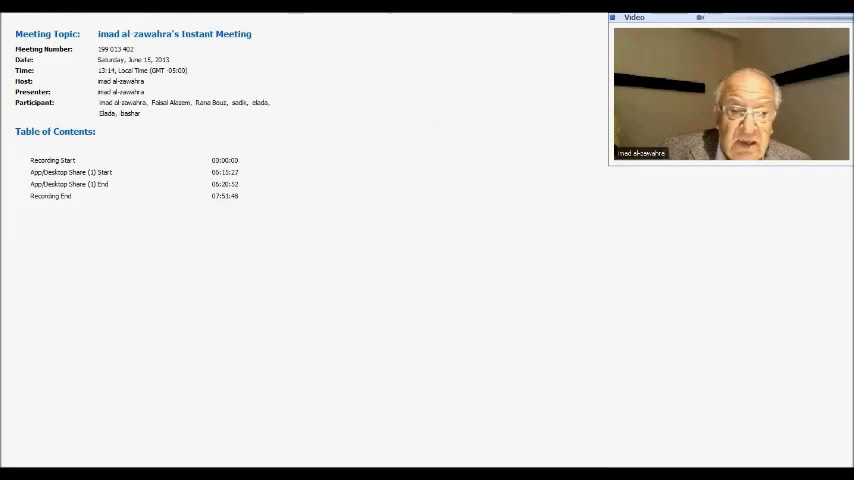 Meeting Topic: imad al-zawahra's Instant Meeting
Meeting Number: 199 013 402
Date: Saturday, June 15, 2013
Time: 13:14, Local Time (GMT -05:00)
Host: imad al-zawahra
Presenter: imad al-zawahra
Participant: imad al-zawahra, Faisal Alazem, Rana Bouz, sadik, elada,
Elada, bashar
Table of Contents:
Recording Start 00:00:00
App/Desktop Share (1) Start 06:15:27
App/Desktop Share (1) End 06:20:52
Recording End 07:51:48
Video
imad al-zawahra